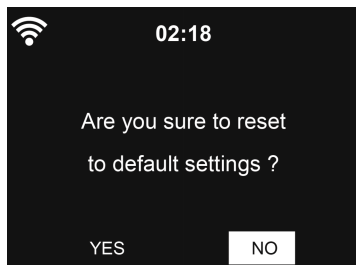 02:18
Are you sure to reset
to default settings ?
YES NO